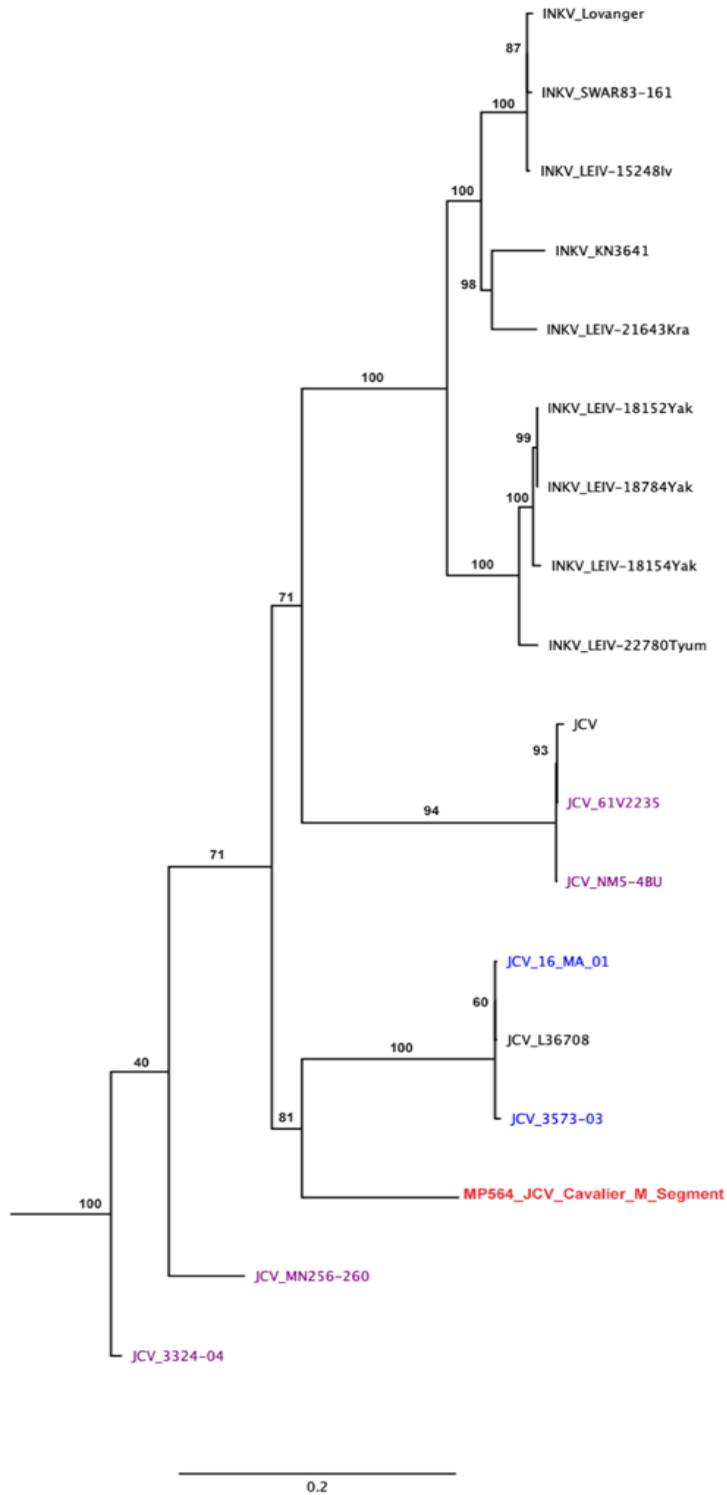 INKV_Lovanger
87
INKV_SWAR83-161
100
INKV_LEIV-15248Iv
100
INKV_KN3641
98
INKV_LEIV-21643Kra
100
INKV_LEIV-18152Yak
99
INKV_LEIV-18784Yak
100
INKV_LEIV-18154Yak
100
71
INKV_LEIV-22780Tyum
JCV
93
JCV_61V2235
94
JCV_NM5-4BU
71
JCV_16_MA_01
60
JCV_L36708
100
40
JCV_3573-03
81
MP564_JCV_Cavalier_M_Segment
100
JCV_MN256-260
JCV_3324-04
0.2